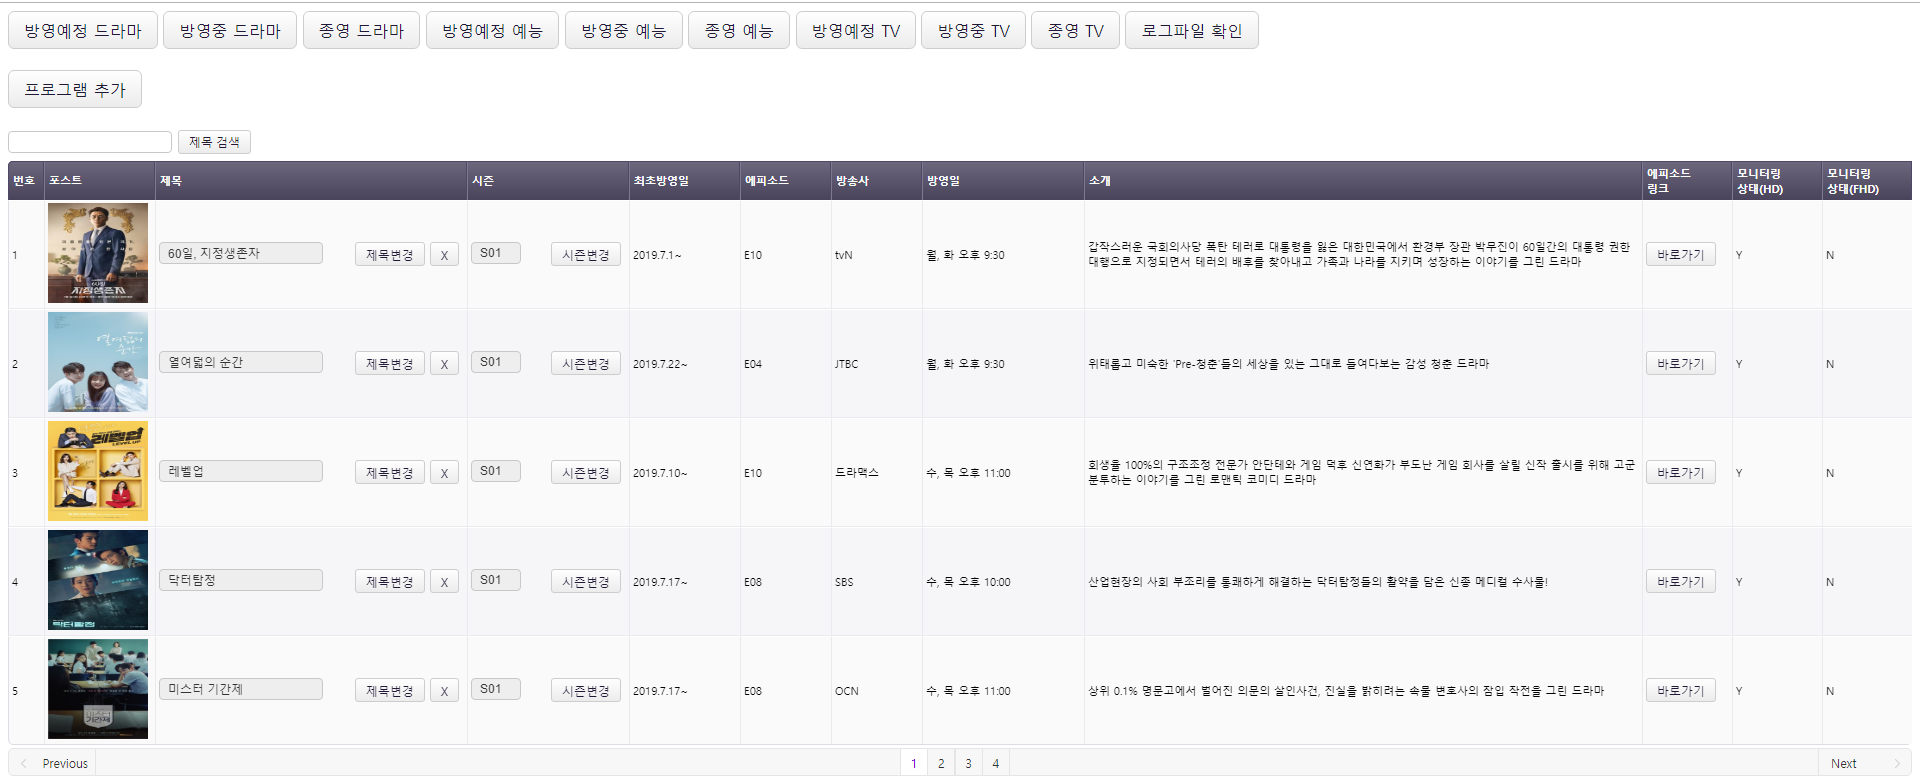 방영예정 드라마 방영중 드라마 종영 드라마 방영예정 예능 방영중 예능 종영 예능 방영예정 TV 방영중 TV 종영 TV 로그파일 확인
프로그램 추가
제목 검색
번호 포스트 제목 시즌 최초방영일 에피소드 방송사 방영일 소개 에피소드 링크 모니터링 상태(HD) 모니터링 상태(FHD)
지정생존자
1 60일, 지정생존자 제목변경 X S01 시즌변경 2019.7.1~ E10 tvN 월, 화 오후 9:30
갑작스러운 국회의사당 폭탄 테러로 대통령을 잃은 대한민국에서 환경부 장관 박무진이 60일간의 대통령 권한
대행으로 지정되면서 테러의 배후를 찾아내고 가족과 나라를 지키며 성장하는 이야기를 그린 드라마
바로가기 Y N
열여덟의
순간
2 열여덟의 순간 제목변경 X S01 시즌변경 2019.7.22~ E04 JTBC 월, 화 오후 9:30
위태롭고 미숙한 'Pre-청춘'들의 세상을 있는 그대로 들여다보는 감성 청춘 드라마
바로가기 Y N
레벨업
LEVEL UP
3 레벨업 제목변경 X S01 시즌변경 2019.7.10~ E10 드라맥스 수, 목 오후 11:00
회생율 100%의 구조조정 전문가 안단테와 게임 덕후 신연화가 부도난 게임 회사를 살릴 신작 출시를 위해 고군
분투하는 이야기를 그린 로맨틱 코미디 드라마
바로가기 Y N
닥터탐정
4 닥터탐정 제목변경 X S01 시즌변경 2019.7.17~ E08 SBS 수, 목 오후 10:00
산업현장의 사회 부조리를 통쾌하게 해결하는 닥터탐정들의 활약을 담은 신종 메디컬 수사물!
바로가기 Y N
미스터
기간제
5 미스터 기간제 제목변경 X S01 시즌변경 2019.7.17~ E08 OCN 수, 목 오후 11:00
상위 0.1% 명문고에서 벌어진 의문의 살인사건, 진실을 밝히려는 속물 변호사의 잠입 작전을 그린 드라마
바로가기 Y N
Previous 1 2 3 4 Next